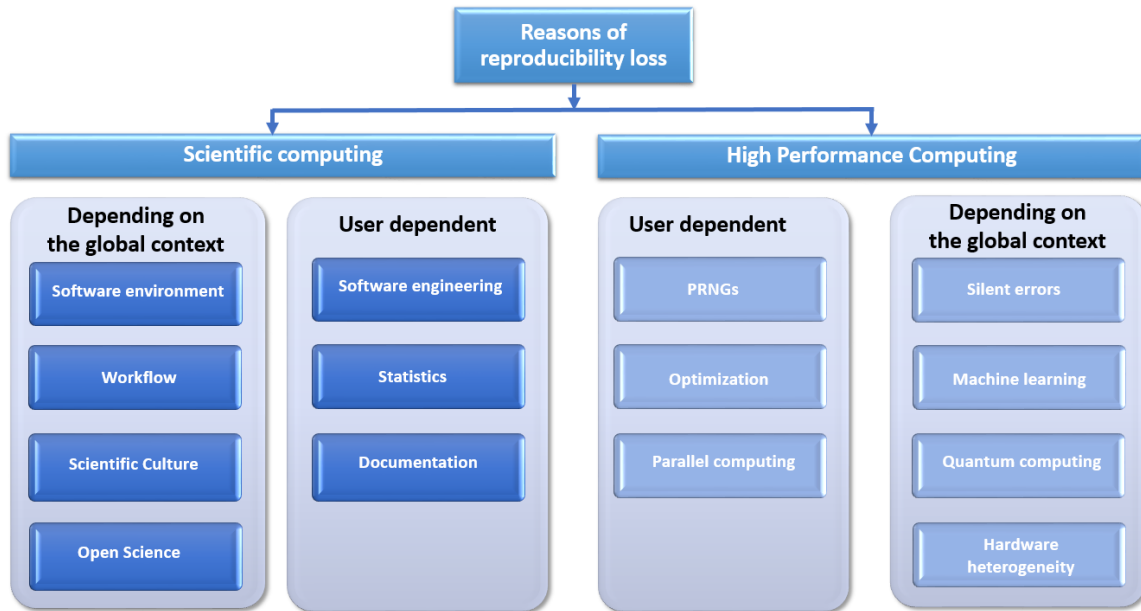 Reasons of
reproducibility loss
Scientific computing
High Performance Computing
Depending on
the global context
Software environment
Workflow
Scientific Culture
Open Science
User dependent
Software engineering
Statistics
Documentation
User dependent
PRNGs
Optimization
Parallel computing
Depending on
the global context
Silent errors
Machine learning
Quantum computing
Hardware
heterogeneity